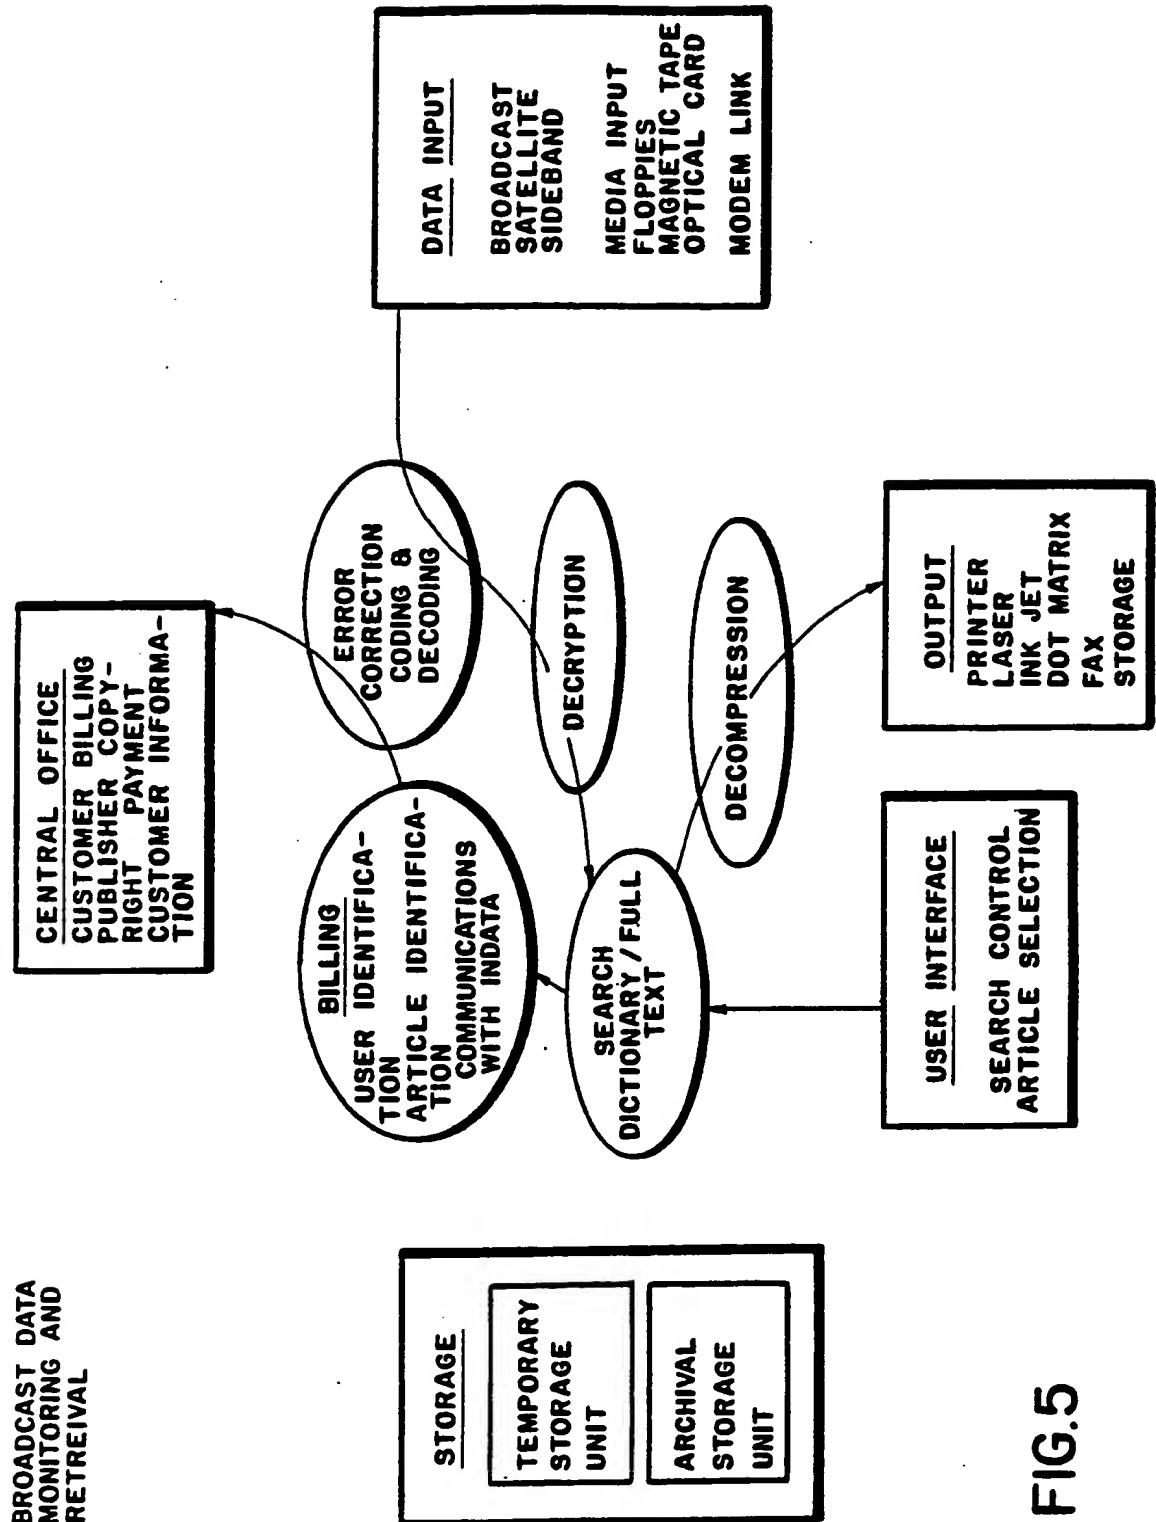 BROADCAST DATA
MONITORING AND
RETREIVAL
CENTRAL OFFICE
CUSTOMER BILLING
PUBLISHER COPY-
RIGHT PAYMENT
CUSTOMER INFORMA-
TION
STORAGE
TEMPORARY
STORAGE
UNIT
ARCHIVAL
STORAGE
UNIT
BILLING
USER IDENTIFICA-
TION
ARTICLE IDENTIFICA-
TION
COMMUNICATIONS
WITH INDATA
ERROR
CORRECTION
CODING &
DECODING
DATA INPUT
BROADCAST
SATELLITE
SIDEBAND
MEDIA INPUT
FLOPPIES
MAGNETIC TAPE
OPTICAL CARD
MODEM LINK
DECRYPTION
SEARCH
DICTIONARY/FULL
TEXT
DECOMPRESSION
USER INTERFACE
SEARCH CONTROL
ARTICLE SELECTION
OUTPUT
PRINTER
LASER
INK JET
DOT MATRIX
FAX
STORAGE
FIG.5